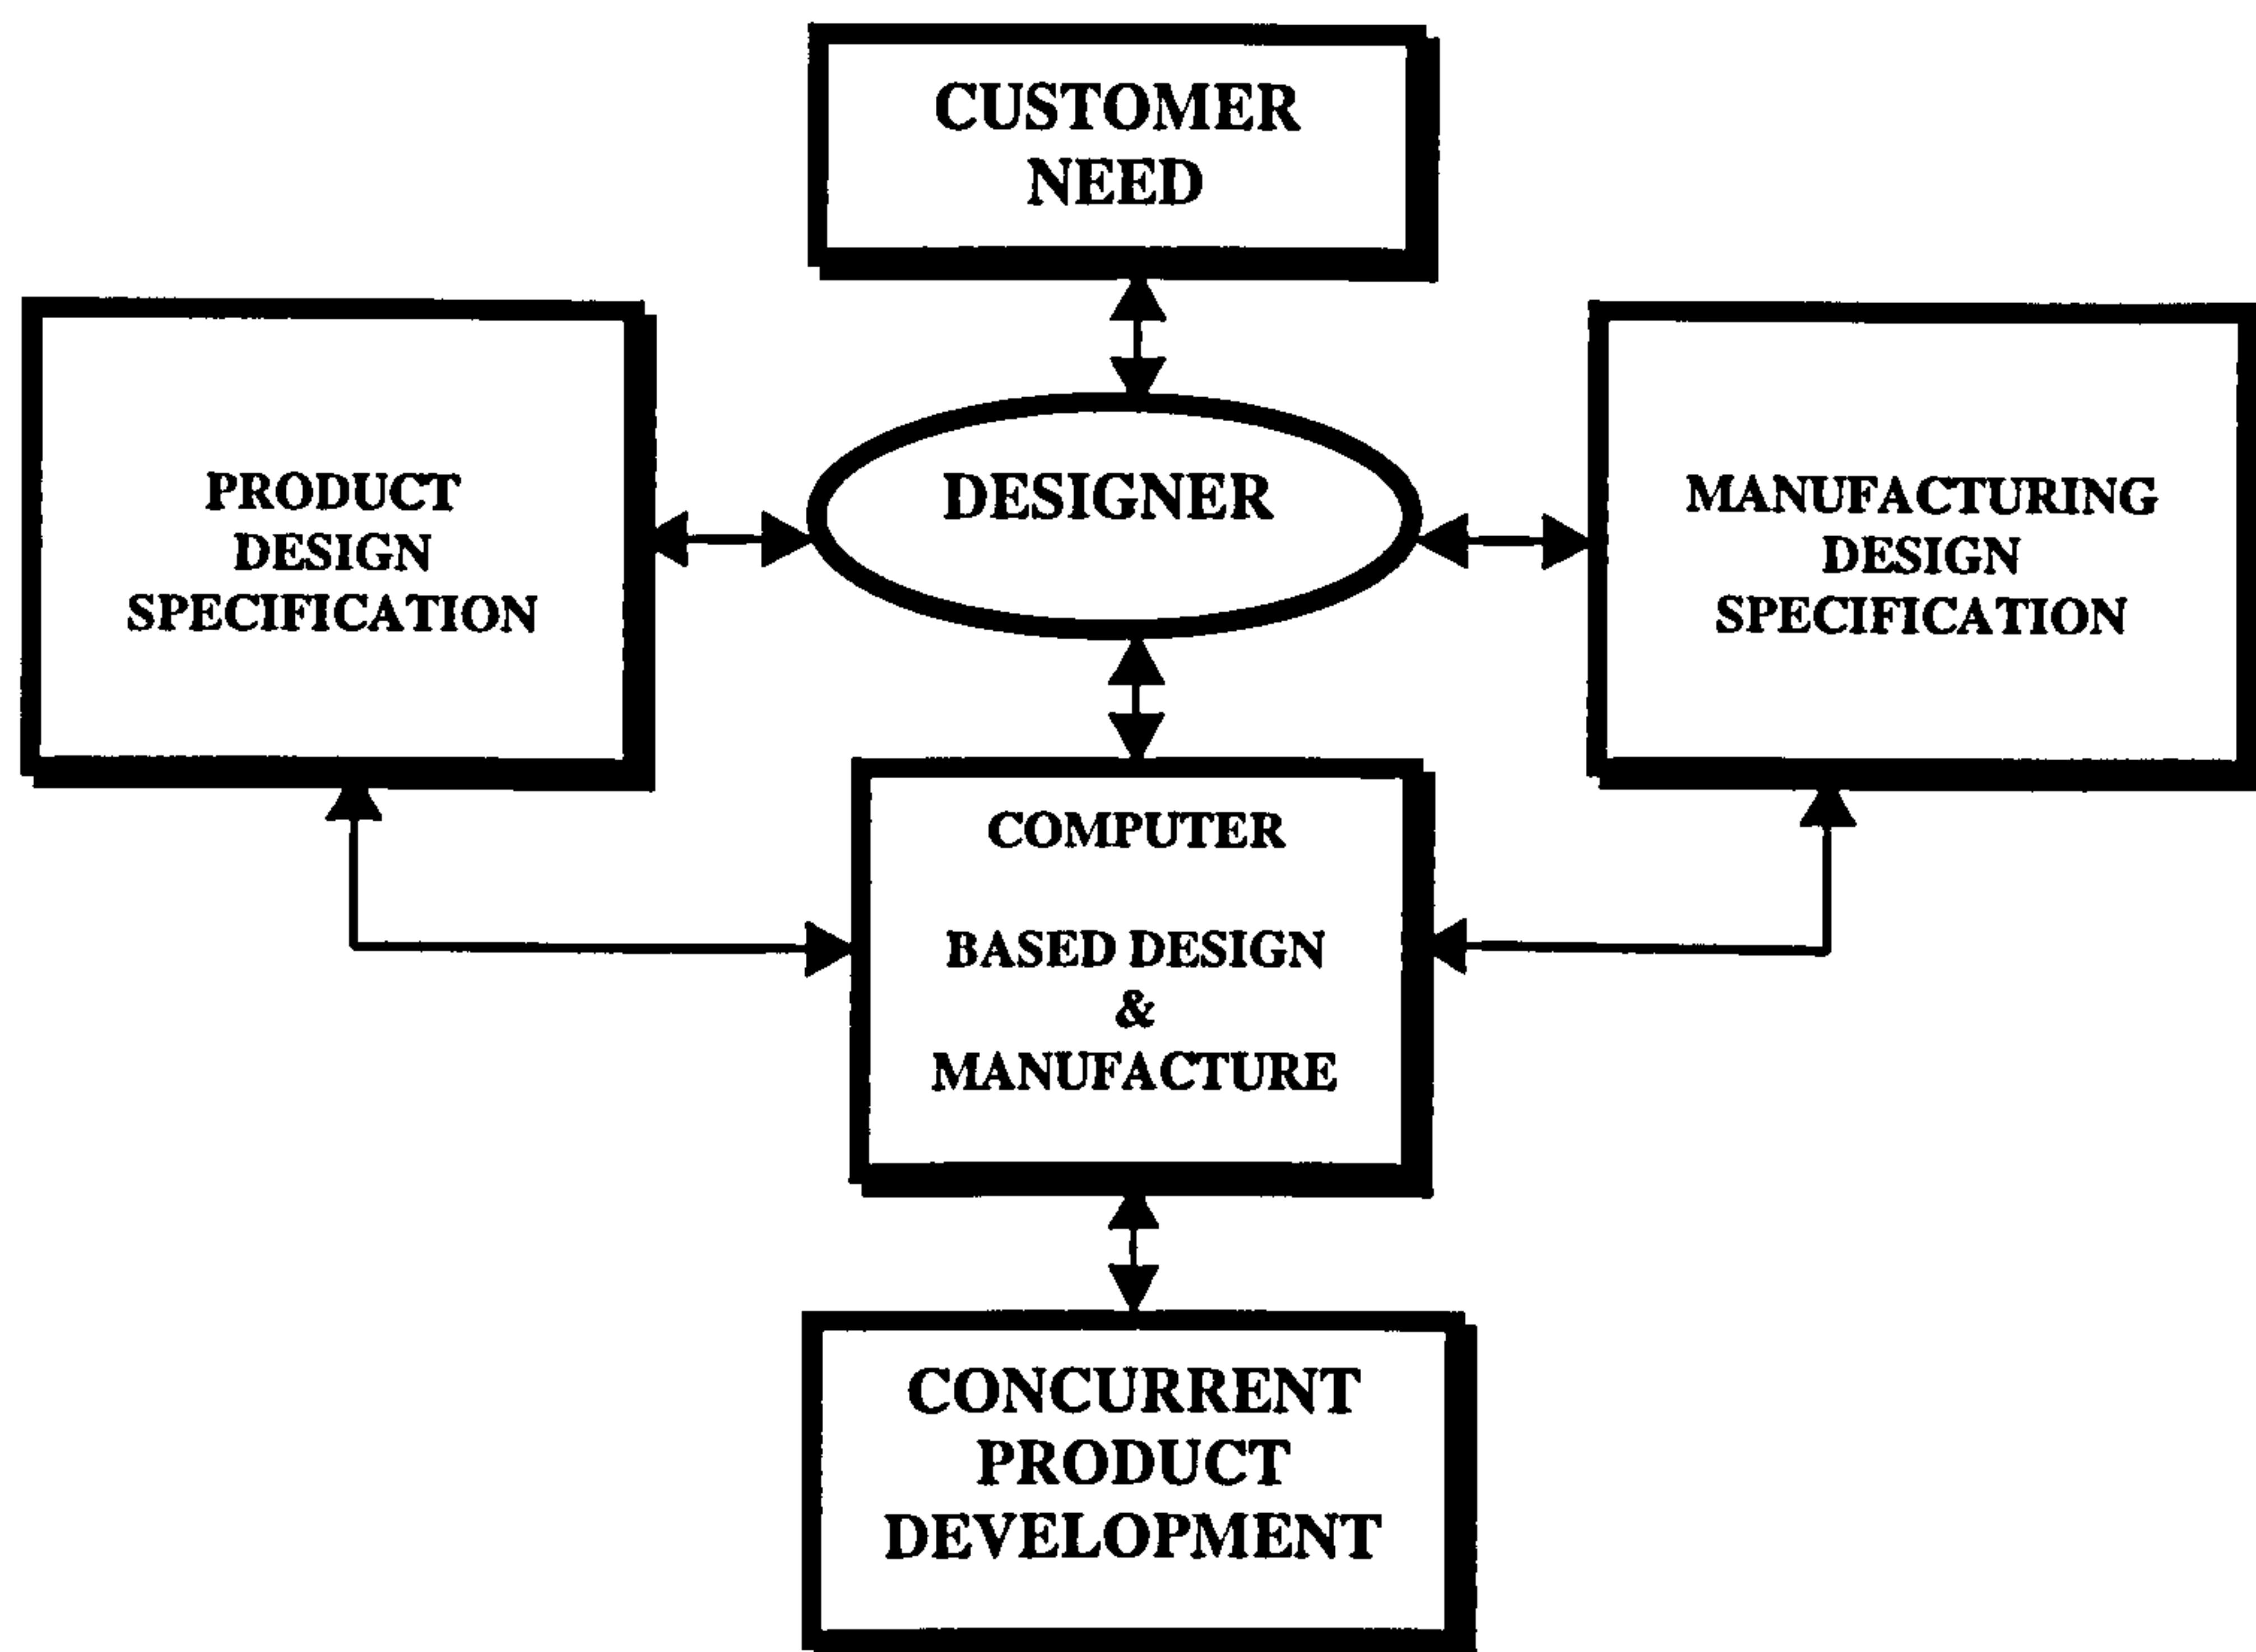 CUSTOMER
NEED
DESIGNER
PRODUCT
DESIGN
SPECIFICATION
MANUFACTURING
DESIGN
SPECIFICATION
COMPUTER
BASED DESIGN
&
MANUFACTURE
CONCURRENT
PRODUCT
DEVELOPMENT